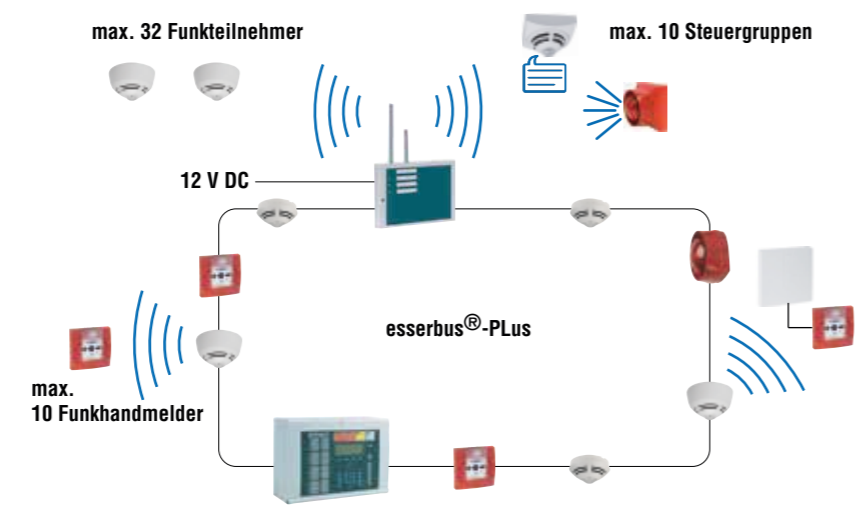 max. 32 Funkteilnehmer
max. 10 Steuergruppen
12 V DC
esserbus®-PLus
max.
10 Funkhandmelder